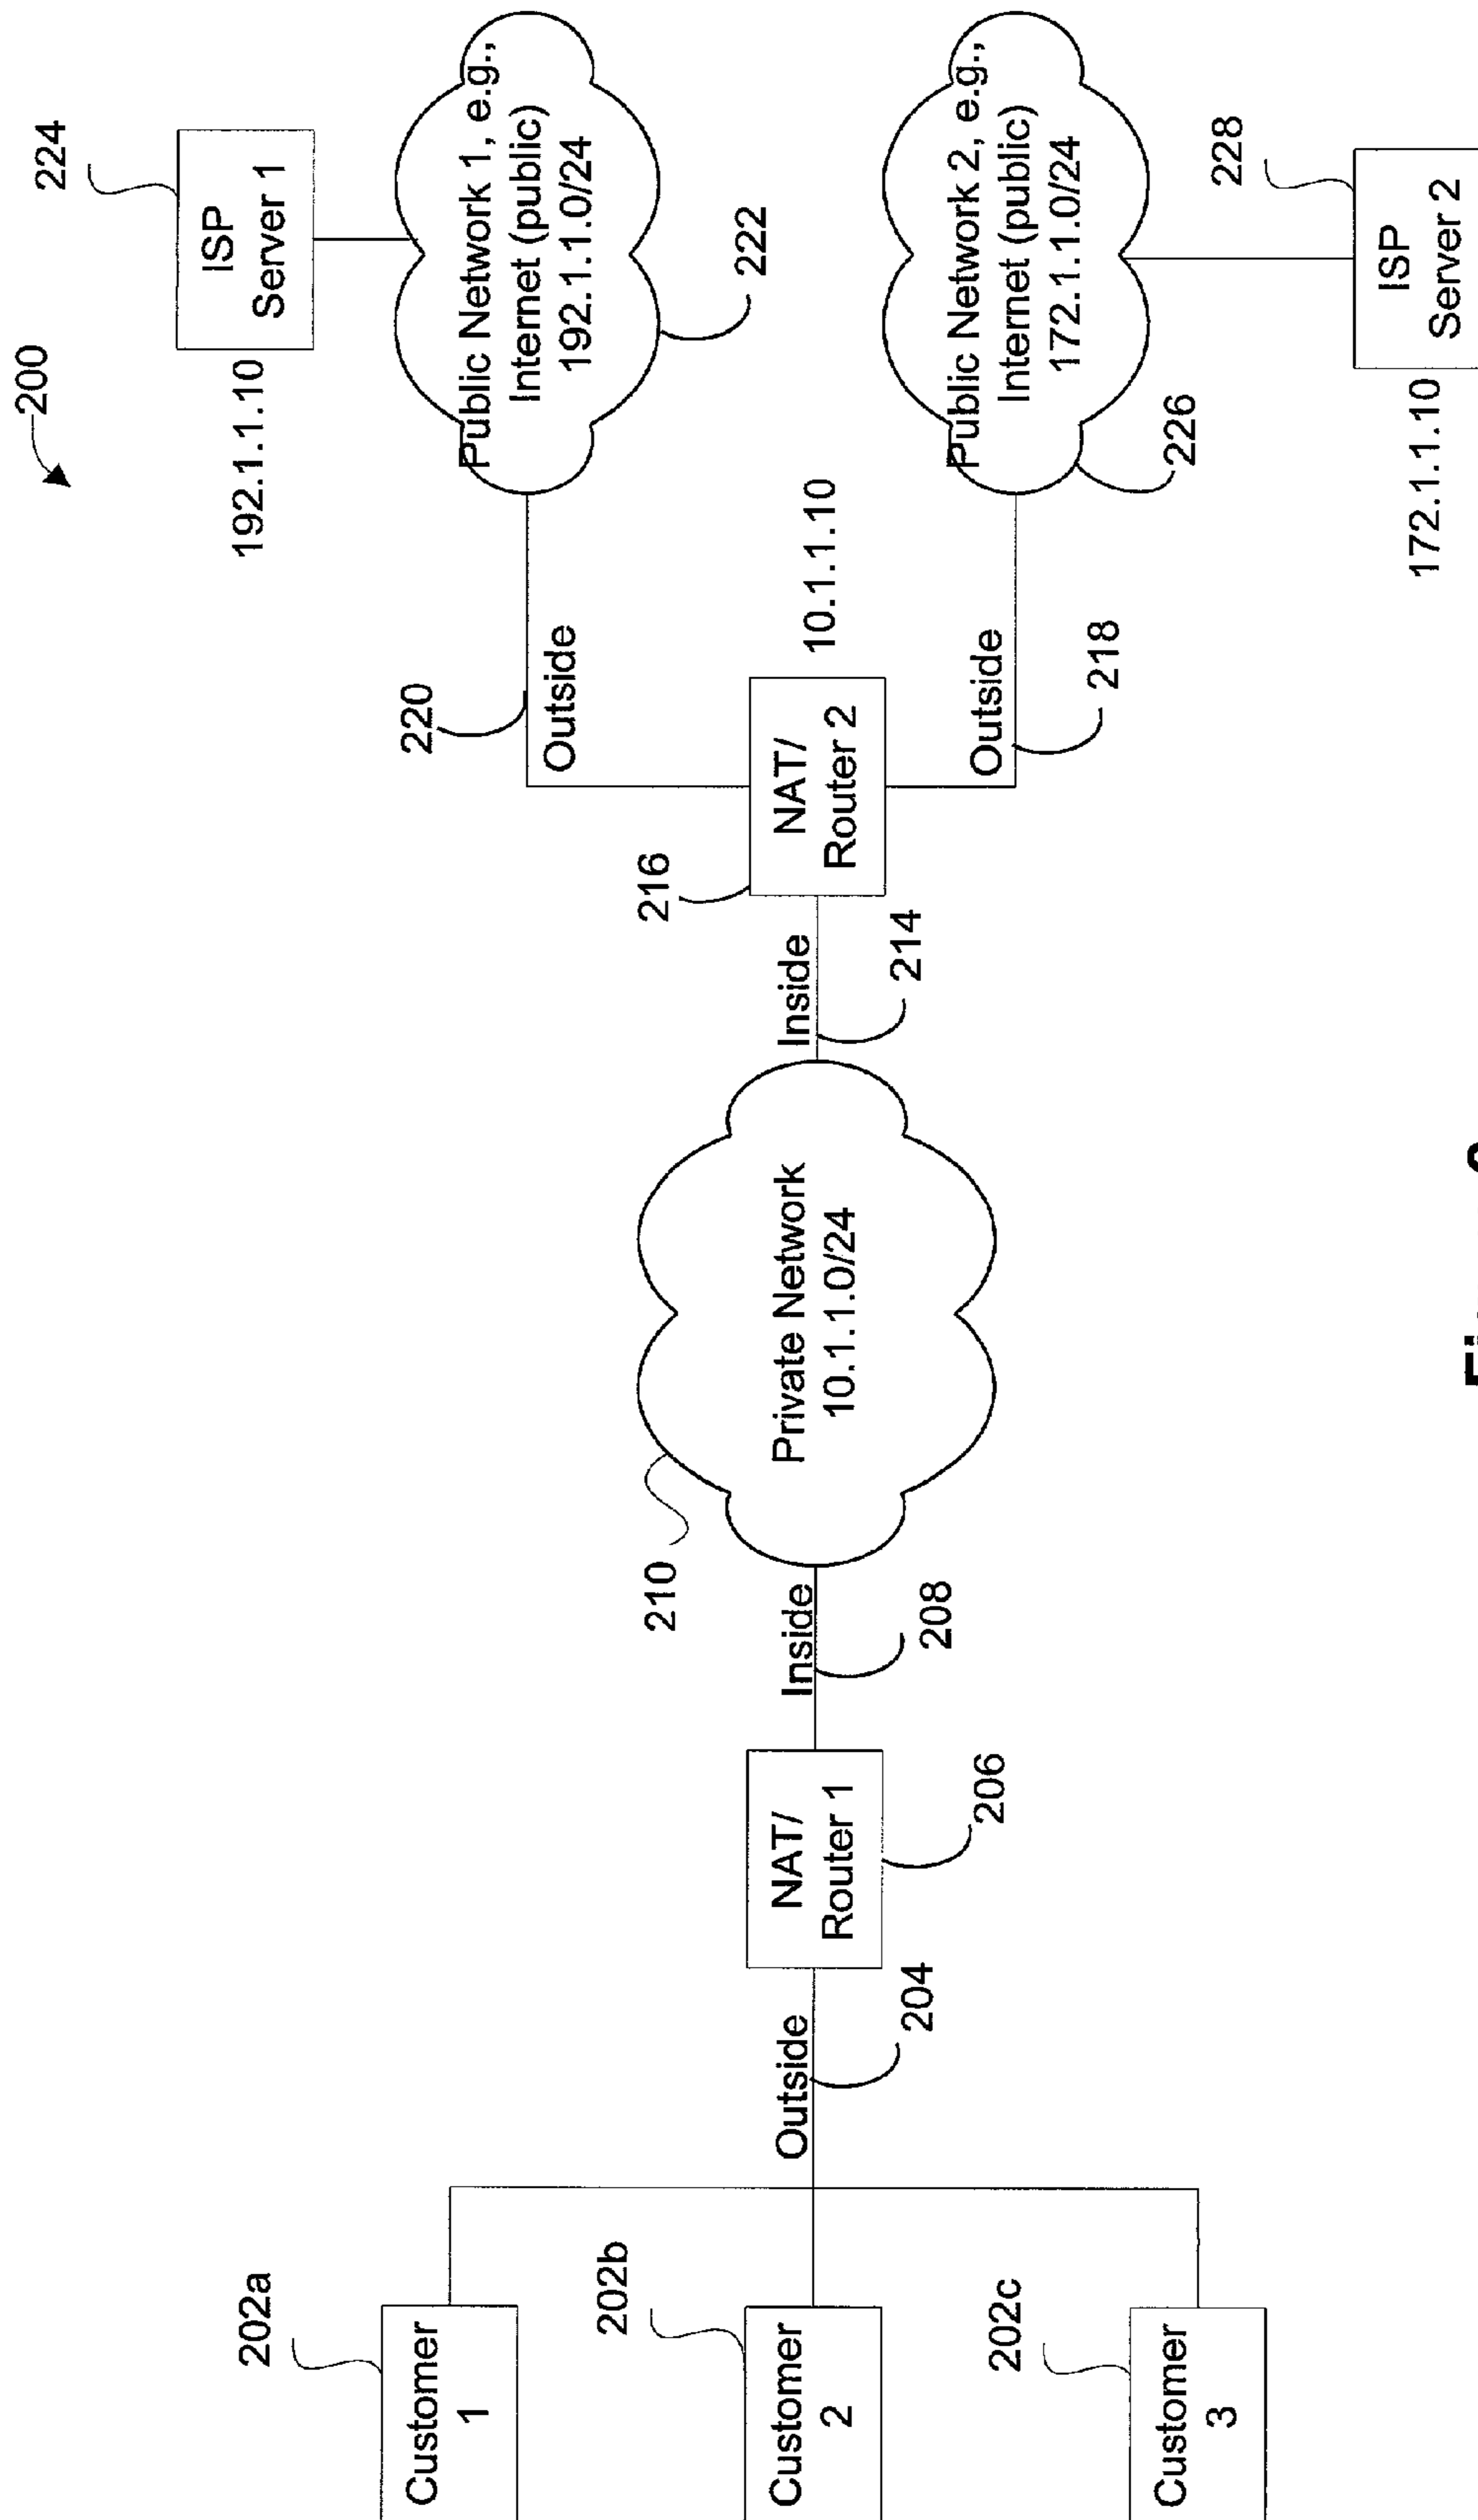 200
224
ISP
Server 1
192.1.1.10
Public Network 1, e.g.,
Internet (public)
192.1.1.0/24
222
220
Outside
202a
Customer
1
202b
Customer
2
202c
Customer
3
Outside
204
NAT/
Router 1
206
Inside
208
210
Private Network
10.1.1.0/24
Inside
214
216
NAT/
Router 2
10.1.1.10
Outside
218
Public Network 2, e.g.,
Internet (public)
172.1.1.0/24
226
228
ISP
Server 2
172.1.1.10